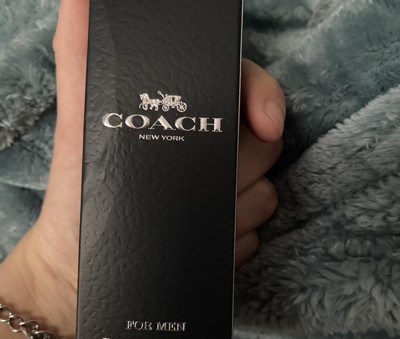 COACH
NEW YORK
FOR MEN